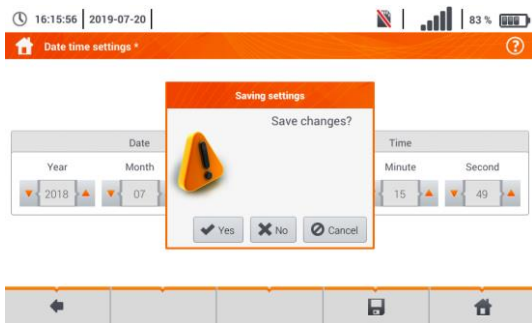 16:15:56 2019-07-20 83 %
Date time settings *
?
Saving settings
Save changes?
Date Time
Year Month Minute Second
2018 07 15 49
Yes No Cancel